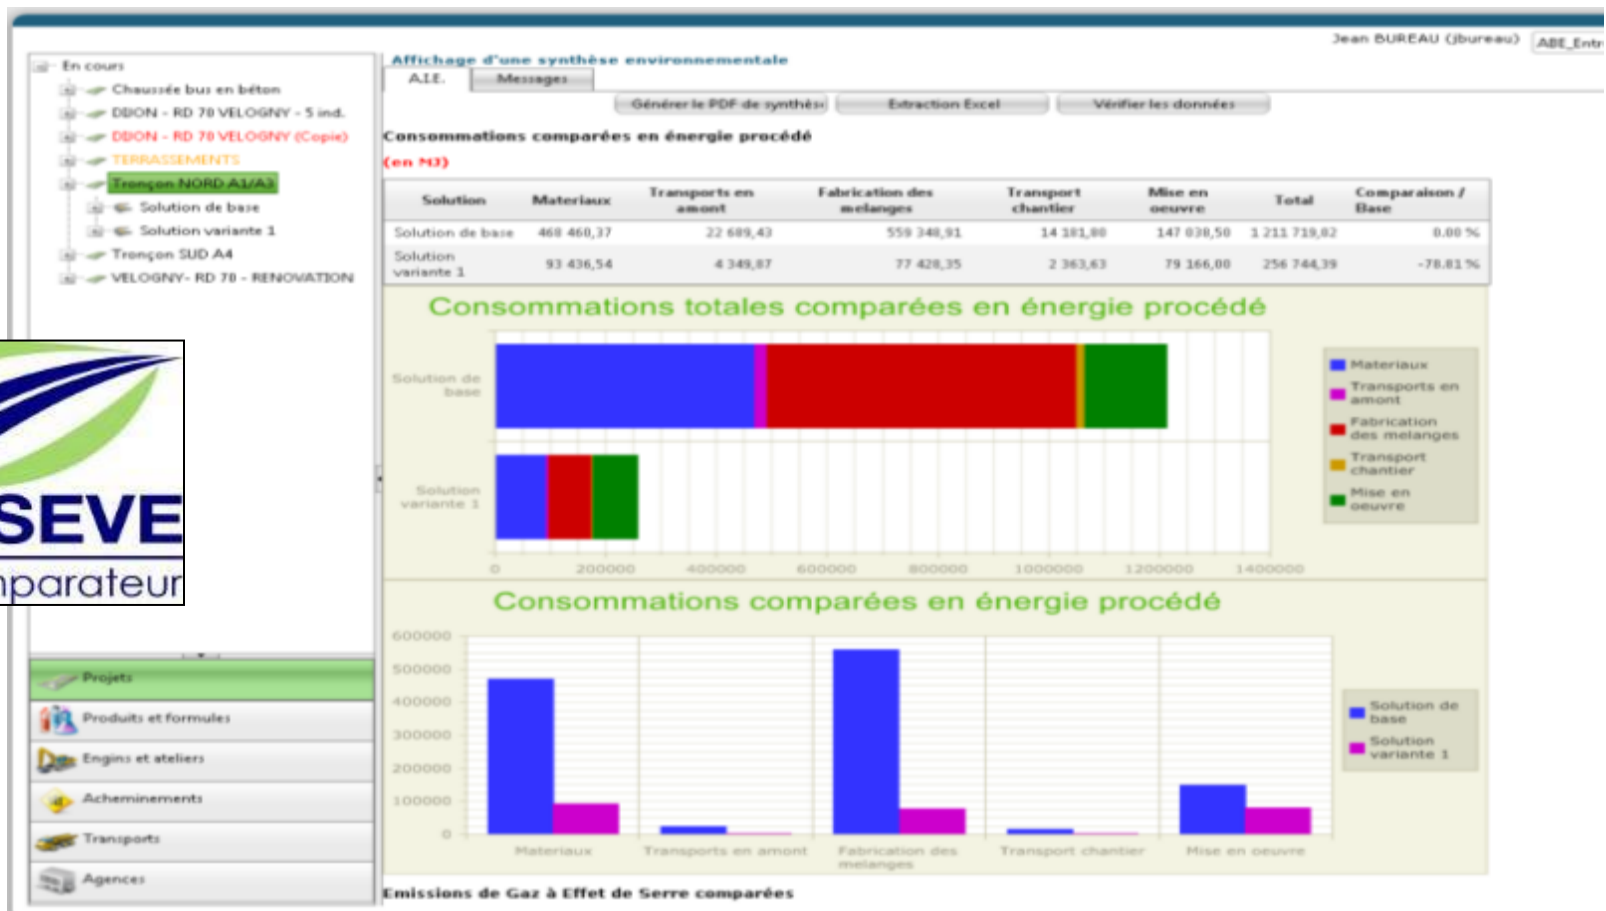 Jean BUREAU (jbureau)
ABE_Entr
En cours
Chaussée bus en béton
DIJON - RD 70 VELOGNY - 5 ind.
DIJON - RD 70 VELOGNY (Copie)
TERRASSEMENTS
Tronçon NORD A1/A3
Solution de base
Solution variante 1
Tronçon SUD A4
VELOGNY- RD 70 - RENOVATION
SEVE
mparateur
Projets
Produits et formules
Engins et ateliers
Acheminements
Transports
Agences
Affichage d'une synthèse environnementale
A.I.E. Messages
Générer le PDF de synthès Extraction Excel Vérifier les données
Consommations comparées en énergie procédé
(en MJ)
Solution Materiaux Transports en amont Fabrication des melanges Transport chantier Mise en oeuvre Total Comparaison / Base
Solution de base 468 460,37 22 689,43 559 348,91 14 181,80 147 038,50 1 211 719,02 0.00 %
Solution variante 1 93 436,54 4 349,87 77 428,35 2 363,63 79 166,00 256 744,39 -78.81 %
Consommations totales comparées en énergie procédé
Solution de base
Solution variante 1
0 200000 400000 600000 800000 1000000 1200000 1400000
Materiaux
Transports en amont
Fabrication des melanges
Transport chantier
Mise en oeuvre
Consommations comparées en énergie procédé
600000
500000
400000
300000
200000
100000
0
Materiaux Transports en amont Fabrication des melanges Transport chantier Mise en oeuvre
Solution de base
Solution variante 1
Emissions de Gaz à Effet de Serre comparées